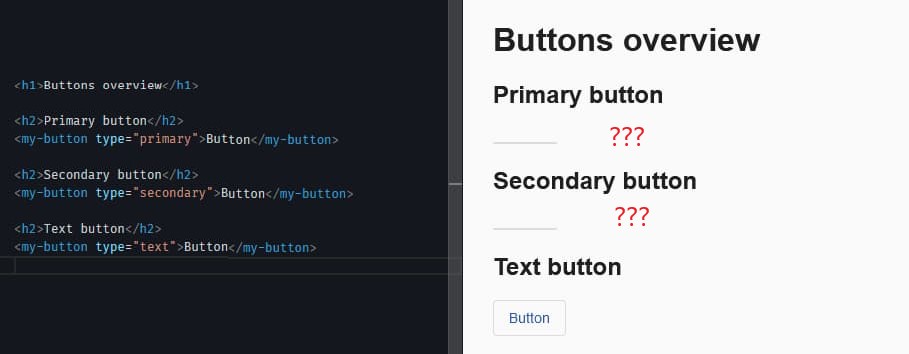 <h1>Buttons overview</h1>
<h2>Primary button</h2>
<my-button type="primary">Button</my-button>
<h2>Secondary button</h2>
<my-button type="secondary">Button</my-button>
<h2>Text button</h2>
<my-button type="text">Button</my-button>
Buttons overview
Primary button
???
Secondary button
???
Text button
Button